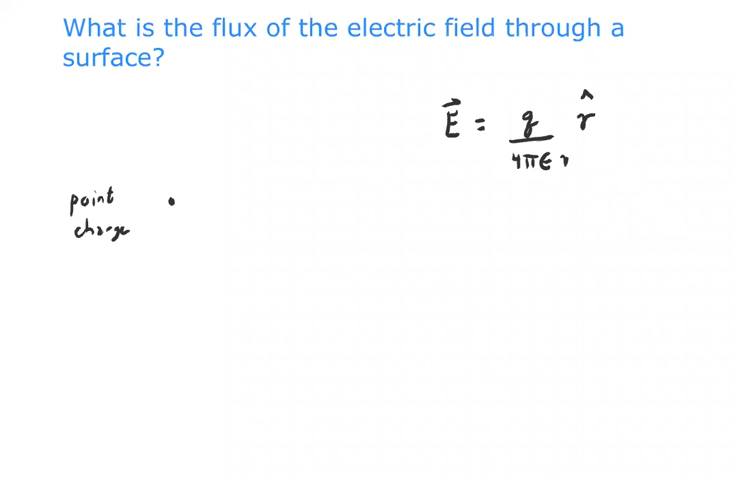 What is the flux of the electric field through a
surface?
E⃗ = q r̂
4πϵ r
point
charge